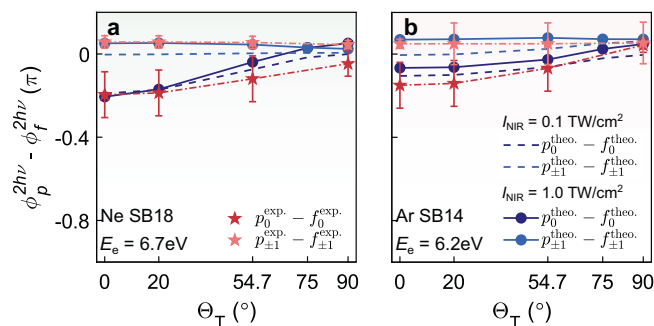 a
b
0
-0.4
-0.8
ϕ_p^{2hν} - ϕ_f^{2hν} (π)
Ne SB18
E_e = 6.7eV
p_0^{exp.} − f_0^{exp.}
p_{±1}^{exp.} − f_{±1}^{exp.}
0 20 54.7 75 90
Θ_T (°)
I_NIR = 0.1 TW/cm²
p_0^{theo.} − f_0^{theo.}
p_{±1}^{theo.} − f_{±1}^{theo.}
I_NIR = 1.0 TW/cm²
p_0^{theo.} − f_0^{theo.}
p_{±1}^{theo.} − f_{±1}^{theo.}
Ar SB14
E_e = 6.2eV
0 20 54.7 75 90
Θ_T (°)